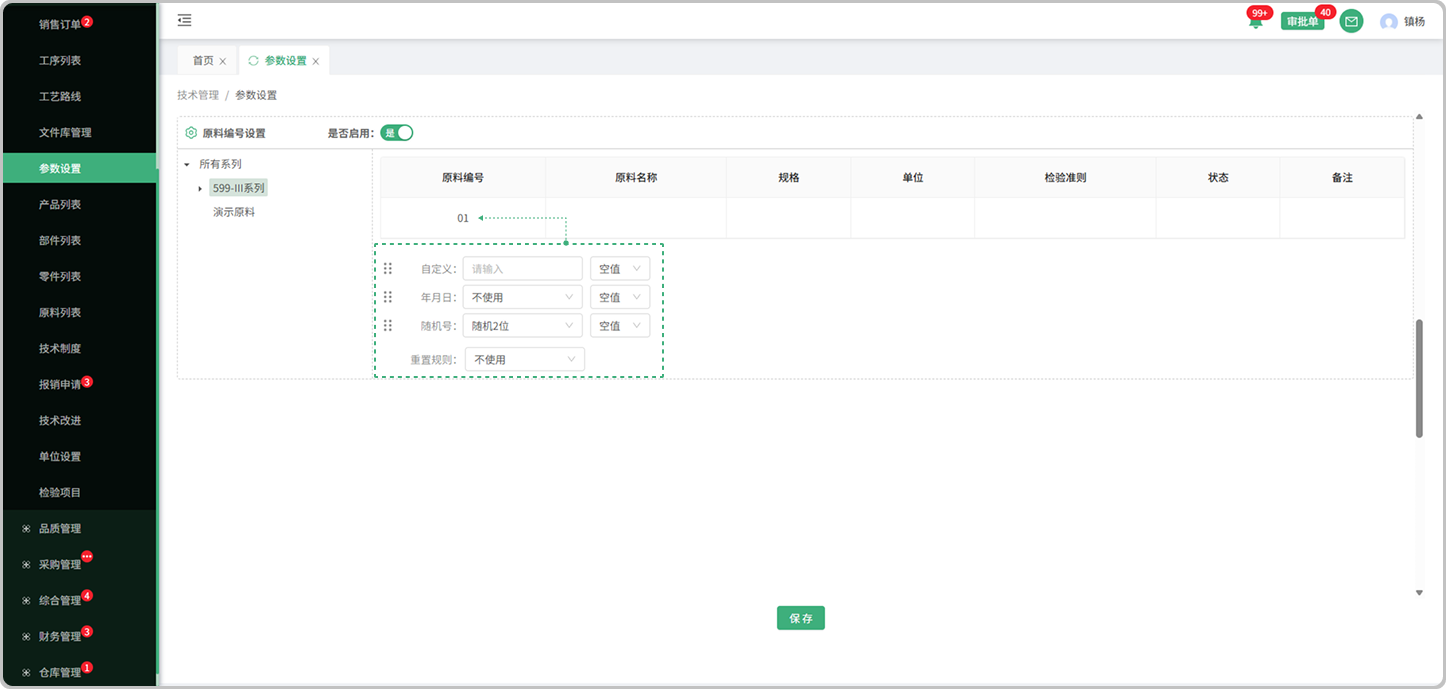 销售订单 2
工序列表
工艺路线
文件库管理
参数设置
产品列表
部件列表
零件列表
原料列表
技术制度
报销申请 3
技术改进
单位设置
检验项目
品质管理
采购管理 •••
综合管理 4
财务管理 3
仓库管理 1
99+ 审批单 40 镇杨
首页 参数设置
技术管理 / 参数设置
原料编号设置 是否启用： 是
所有系列
599-III系列
演示原料
原料编号 原料名称 规格 单位 检验准则 状态 备注
01
自定义： 请输入 空值
年月日： 不使用 空值
随机号： 随机2位 空值
重置规则： 不使用
保存